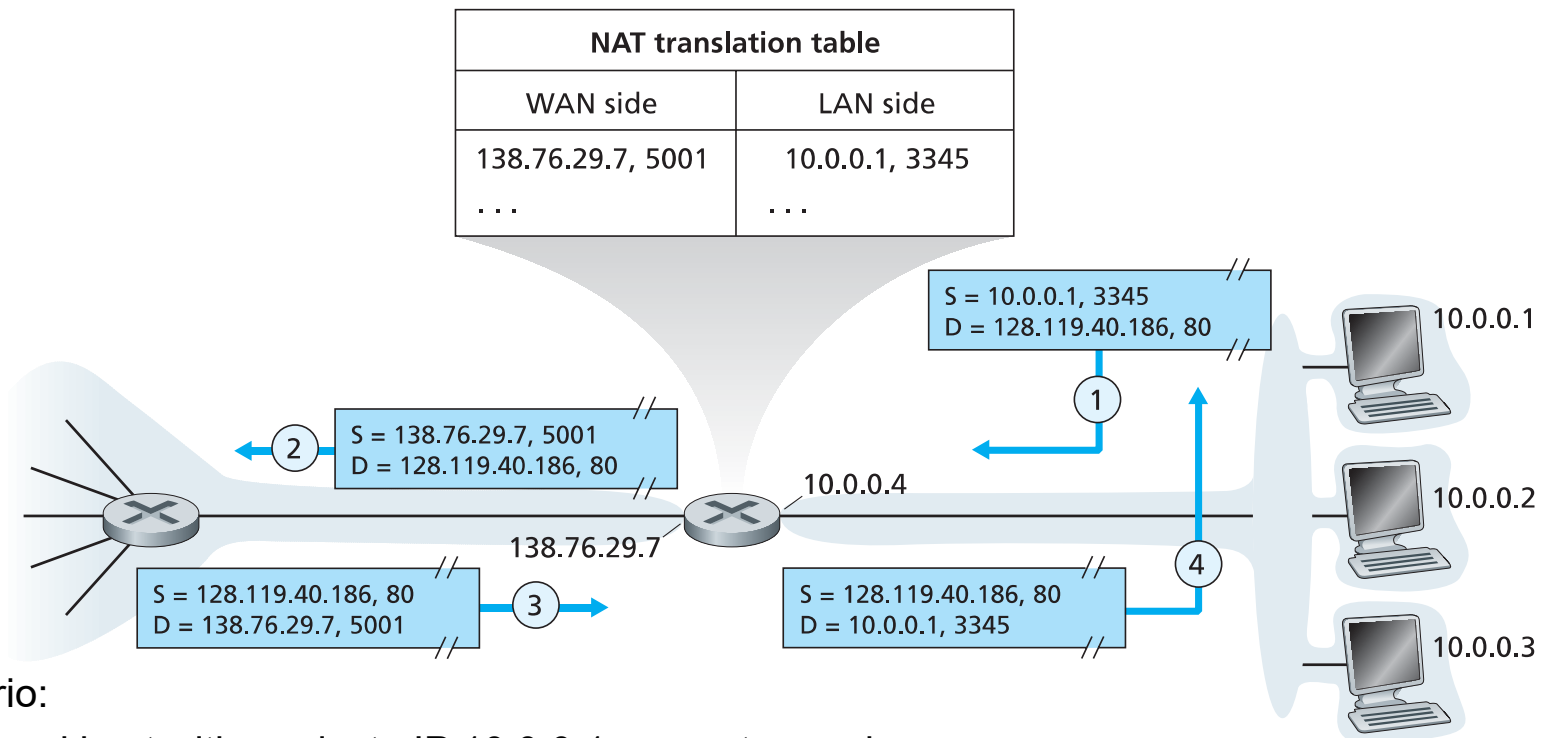 NAT translation table
WAN side LAN side
138.76.29.7, 5001 10.0.0.1, 3345
. . . . . .
S = 10.0.0.1, 3345
D = 128.119.40.186, 80
10.0.0.1
1
S = 138.76.29.7, 5001
D = 128.119.40.186, 80
2
10.0.0.4
10.0.0.2
138.76.29.7
S = 128.119.40.186, 80
D = 138.76.29.7, 5001
3
S = 128.119.40.186, 80
D = 10.0.0.1, 3345
4
10.0.0.3
rio: